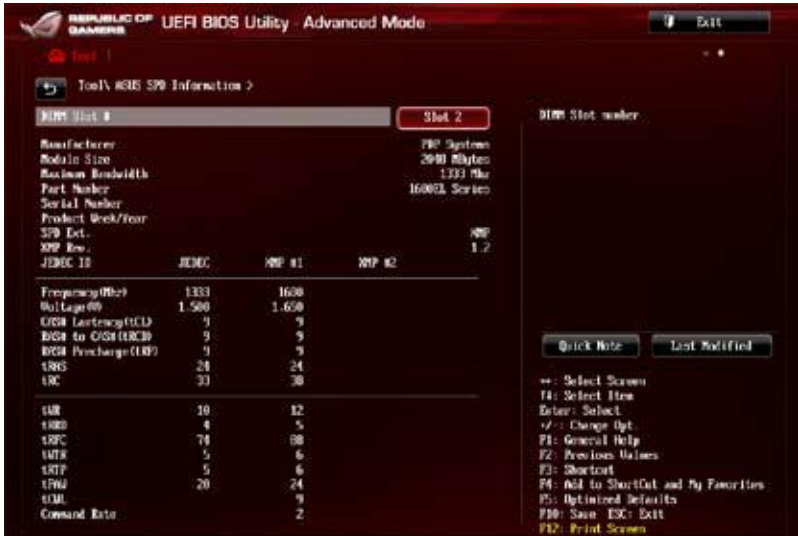 REPUBLIC OF GAMERS
UEFI BIOS Utility - Advanced Mode
Exit
Tool
Tool\ ASUS SPD Information >
DIMM Slot #
Slot 2
DIMM Slot number
Manufacturer
PDP Systems
Module Size
2048 MBytes
Maximum Bandwidth
1333 Mhz
Part Number
1600EL Series
Serial Number
Product Week/Year
SPD Ext.
XMP
XMP Rev.
1.2
JEDEC ID JEDEC XMP #1 XMP #2
Frequency(Mhz) 1333 1600
Voltage(V) 1.500 1.650
CAS# Lantency(tCL) 9 9
RAS# to CAS#(tRCD) 9 9
RAS# Precharge(tRP) 9 9
tRAS 24 24
tRC 33 38
tWR 10 12
tRRD 4 5
tRFC 74 88
tWTR 5 6
tRTP 5 6
tFAW 20 24
tCWL 9
Command Rate 2
Quick Note
Last Modified
→←: Select Screen
↑↓: Select Item
Enter: Select
+/-: Change Opt.
F1: General Help
F2: Previous Values
F3: Shortcut
F4: Add to ShortCut and My Favorites
F5: Optimized Defaults
F10: Save ESC: Exit
F12: Print Screen